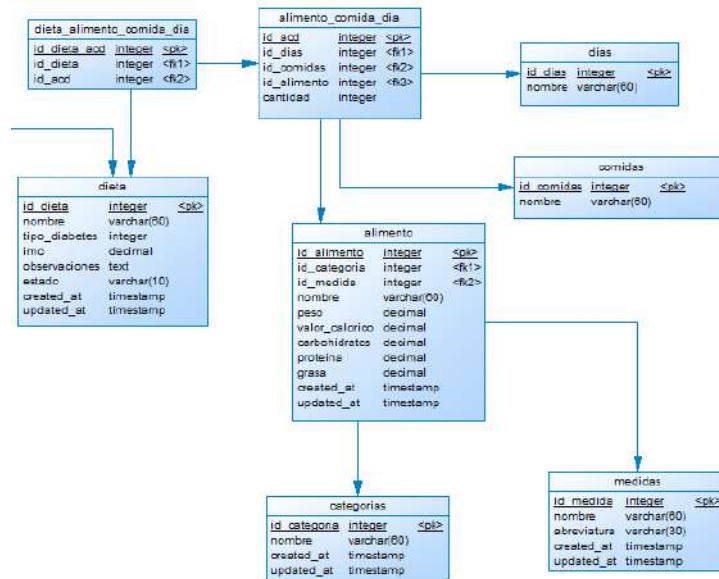 dieta_alimento_comida_dia
id_dieta_acd integer <pk>
id_dieta integer <fk1>
id_acd integer <fk2>
alimento_comida_dia
id_acd integer <pk>
id_dias integer <fk1>
id_comidas integer <fk2>
id_alimento integer <fk3>
cantidad integer
dias
id_dias integer <pk>
nombre varchar(60)
comidas
id_comidas integer <pk>
nombre varchar(60)
dieta
id_dieta integer <pk>
nombre varchar(60)
tipo_diabetes integer
imc decimal
observaciones text
estado varchar(10)
created_at timestamp
updated_at timestamp
alimento
id_alimento integer <pk>
id_categoria integer <fk1>
id_medida integer <fk2>
nombre varchar(60)
peso decimal
valor_calorico decimal
carbohidratos decimal
proteina decimal
grasa decimal
created_at timestamp
updated_at timestamp
categorias
id_categoria integer <pk>
nombre varchar(60)
created_at timestamp
updated_at timestamp
medidas
id_medida integer <pk>
nombre varchar(60)
abreviatura varchar(30)
created_at timestamp
updated_at timestamp